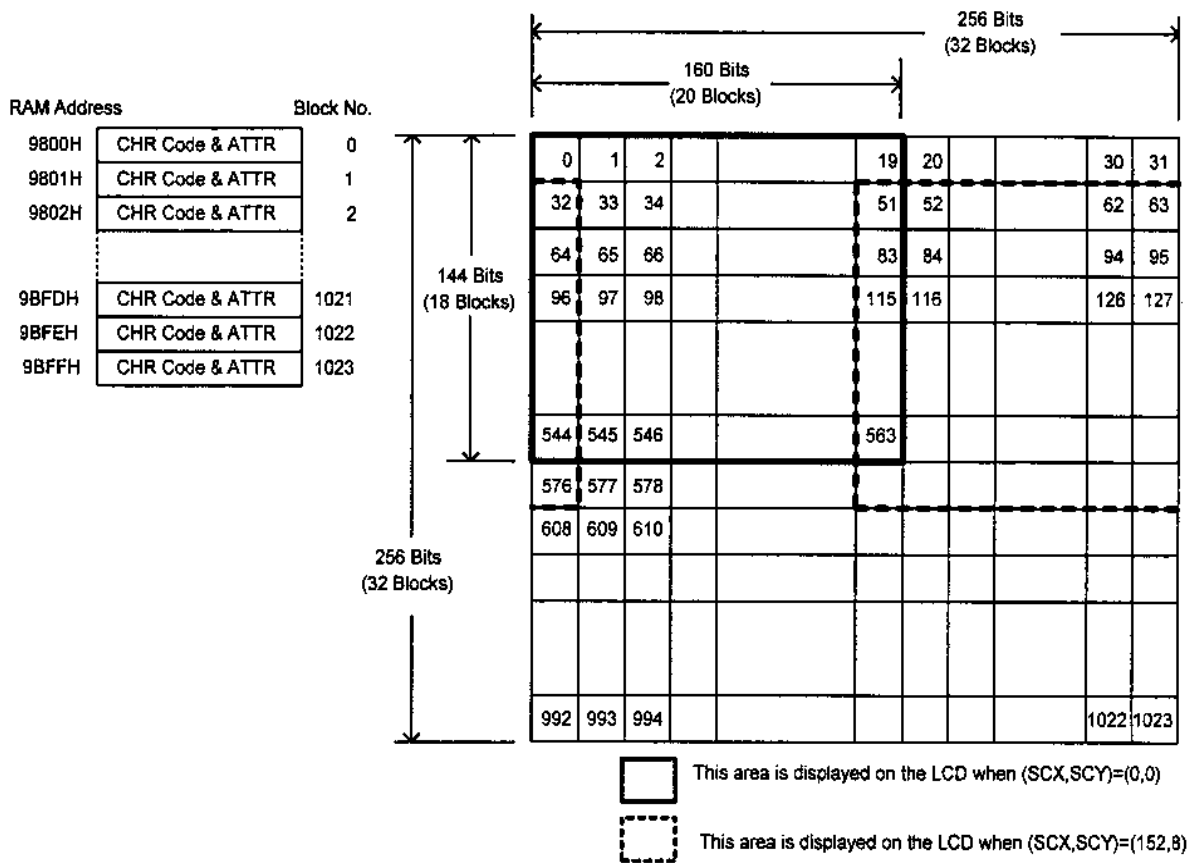 256 Bits
(32 Blocks)
160 Bits
(20 Blocks)
RAM Address Block No.
9800H CHR Code & ATTR 0
9801H CHR Code & ATTR 1
9802H CHR Code & ATTR 2
9BFDH CHR Code & ATTR 1021
9BFEH CHR Code & ATTR 1022
9BFFH CHR Code & ATTR 1023
144 Bits
(18 Blocks)
256 Bits
(32 Blocks)
0 1 2 19 20 30 31
32 33 34 51 52 62 63
64 65 66 83 84 94 95
96 97 98 115 116 126 127
544 545 546 563
576 577 578
608 609 610
992 993 994 1022 1023
This area is displayed on the LCD when (SCX,SCY)=(0,0)
This area is displayed on the LCD when (SCX,SCY)=(152,8)